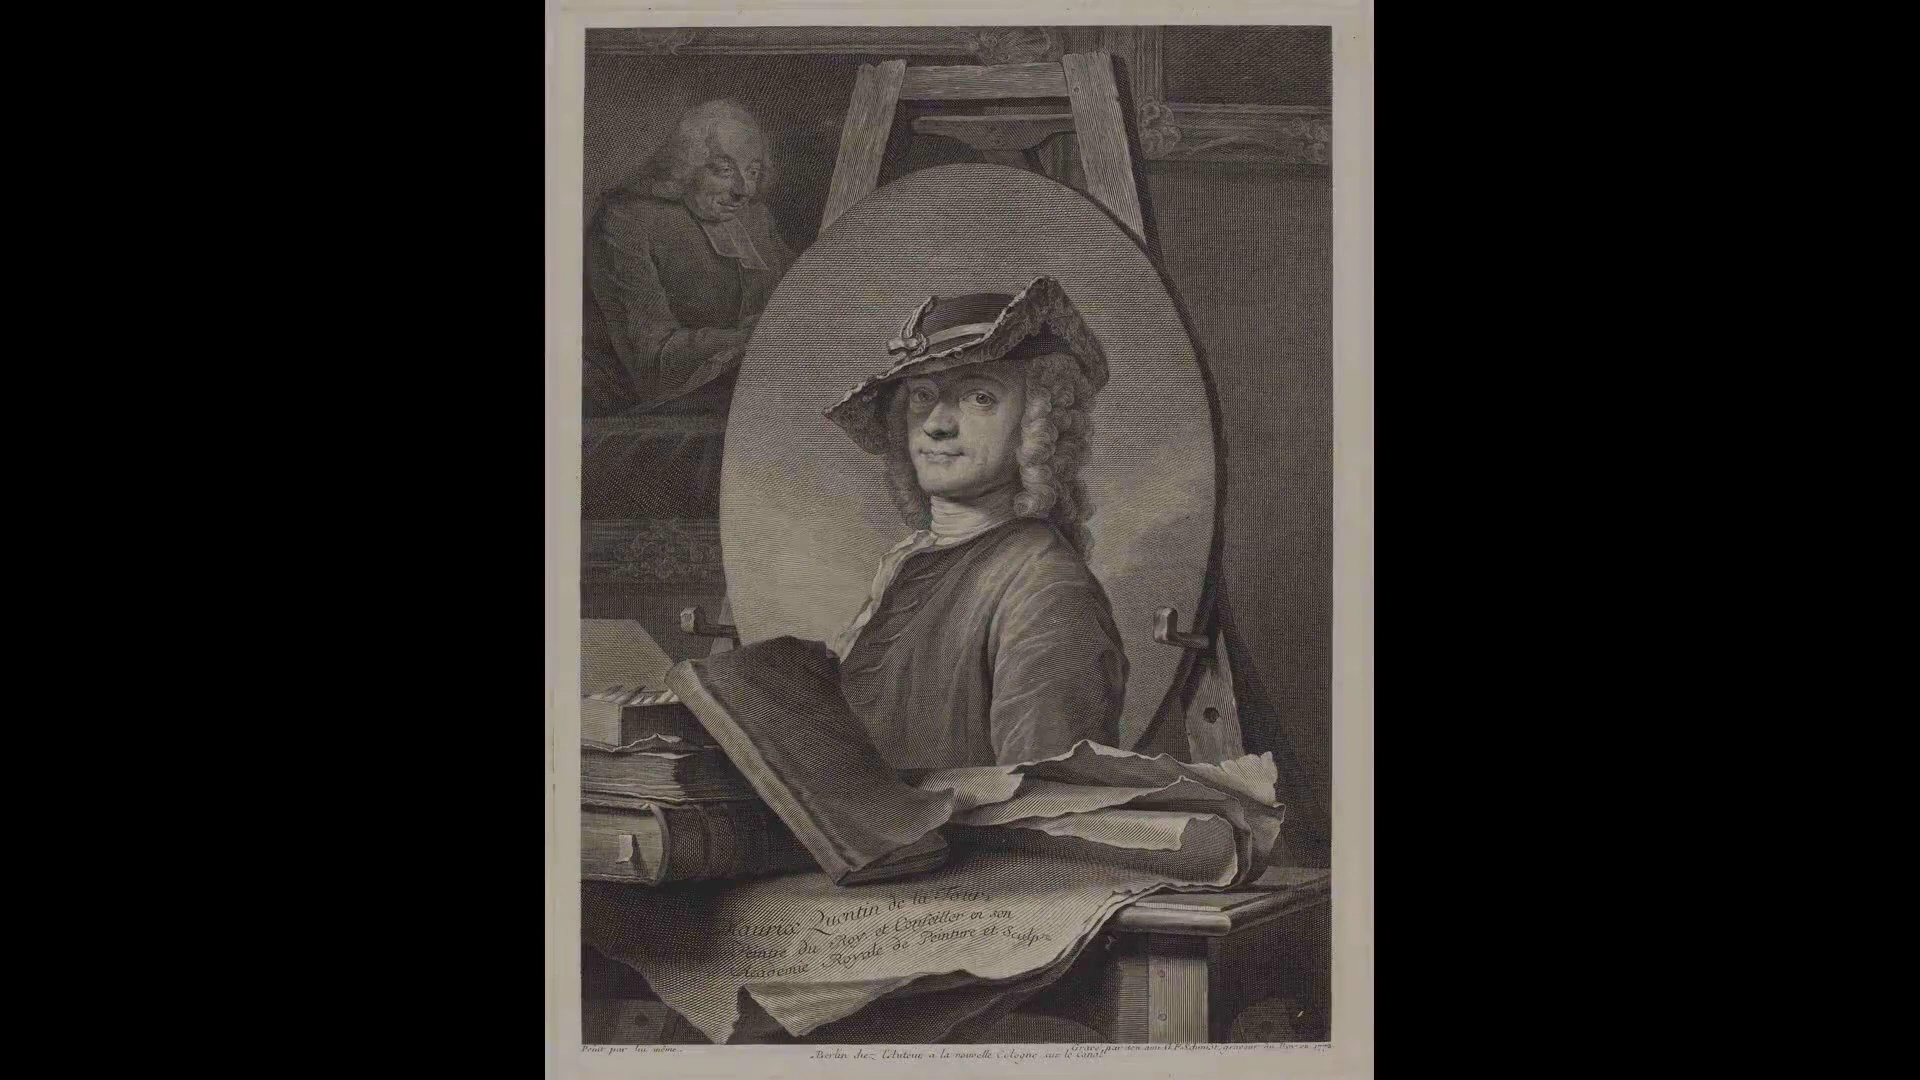 Maurice Quentin de la Tour,
Peintre du Roy et Conseiller en son
Academie Royale de Peinture et Sculp.
Peint par lui même.
Gravé par son ami G.F. Schmidt, graveur du Roy en 1772.
Berlin chez l'Auteur a la nouvelle Cologne sur le Canal